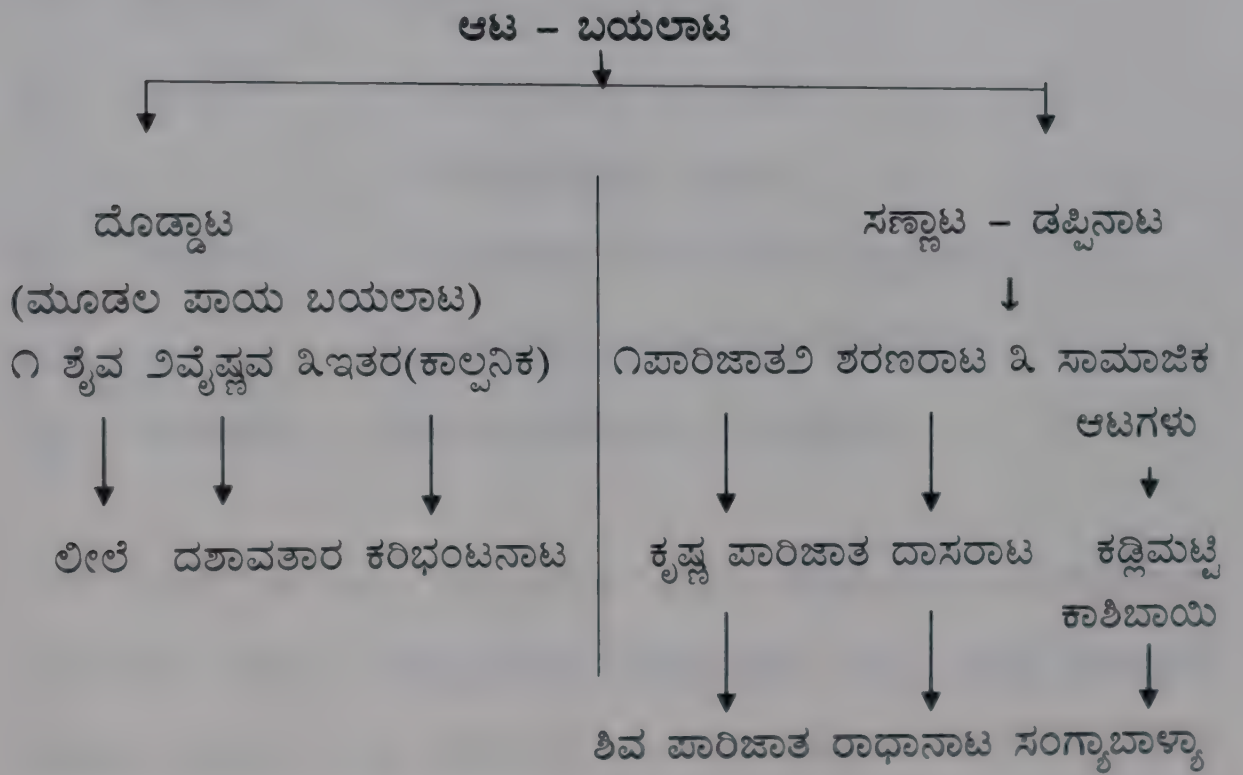 ಆಟ – ಬಯಲಾಟ
ದೊಡ್ಡಾಟ
(ಮೂಡಲ ಪಾಯ ಬಯಲಾಟ)
೧ ಶೈವ ೨ವೈಷ್ಣವ ೩ಇತರ(ಕಾಲ್ಪನಿಕ)
ಲೀಲೆ ದಶಾವತಾರ ಕರಿಭಂಟನಾಟ
ಸಣ್ಣಾಟ – ಡಪ್ಪಿನಾಟ
೧ಪಾರಿಜಾತ೨ ಶರಣರಾಟ ೩ ಸಾಮಾಜಿಕ
ಆಟಗಳು
ಕೃಷ್ಣ ಪಾರಿಜಾತ ದಾಸರಾಟ ಕಡ್ಲಿಮಟ್ಟಿ
ಕಾಶಿಬಾಯಿ
ಶಿವ ಪಾರಿಜಾತ ರಾಧಾನಾಟ ಸಂಗ್ಯಾಬಾಳ್ಯಾ